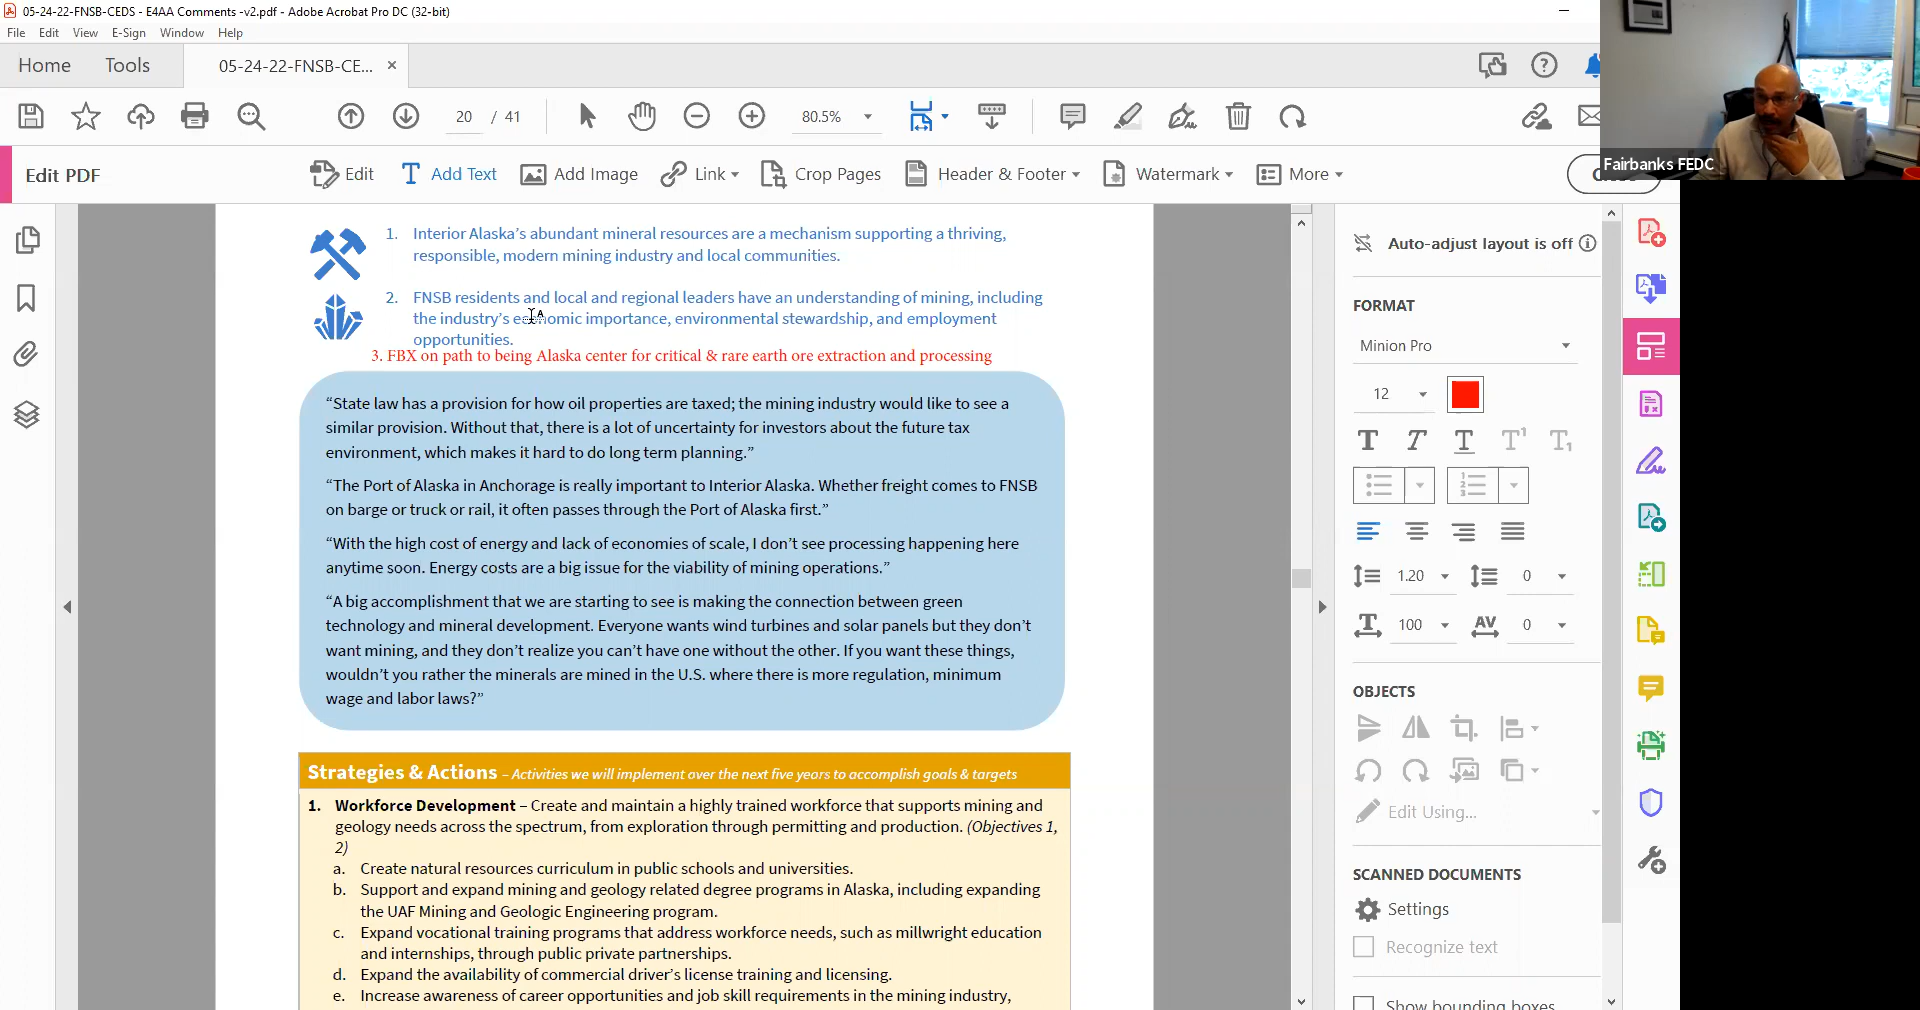 05-24-22-FNSB-CEDS - E4AA Comments -v2.pdf - Adobe Acrobat Pro DC (32-bit)
File Edit View E-Sign Window Help
Home Tools 05-24-22-FNSB-CE... ×
20 / 41 80.5%
Edit PDF Edit Add Text Add Image Link Crop Pages Header & Footer Watermark More
Fairbanks FEDC
1. Interior Alaska’s abundant mineral resources are a mechanism supporting a thriving,
responsible, modern mining industry and local communities.
2. FNSB residents and local and regional leaders have an understanding of mining, including
the industry’s economic importance, environmental stewardship, and employment
opportunities.
3. FBX on path to being Alaska center for critical & rare earth ore extraction and processing
“State law has a provision for how oil properties are taxed; the mining industry would like to see a
similar provision. Without that, there is a lot of uncertainty for investors about the future tax
environment, which makes it hard to do long term planning.”
“The Port of Alaska in Anchorage is really important to Interior Alaska. Whether freight comes to FNSB
on barge or truck or rail, it often passes through the Port of Alaska first.”
“With the high cost of energy and lack of economies of scale, I don’t see processing happening here
anytime soon. Energy costs are a big issue for the viability of mining operations.”
“A big accomplishment that we are starting to see is making the connection between green
technology and mineral development. Everyone wants wind turbines and solar panels but they don’t
want mining, and they don’t realize you can’t have one without the other. If you want these things,
wouldn’t you rather the minerals are mined in the U.S. where there is more regulation, minimum
wage and labor laws?”
Strategies & Actions – Activities we will implement over the next five years to accomplish goals & targets
1. Workforce Development – Create and maintain a highly trained workforce that supports mining and
geology needs across the spectrum, from exploration through permitting and production. (Objectives 1,
2)
a. Create natural resources curriculum in public schools and universities.
b. Support and expand mining and geology related degree programs in Alaska, including expanding
the UAF Mining and Geologic Engineering program.
c. Expand vocational training programs that address workforce needs, such as millwright education
and internships, through public private partnerships.
d. Expand the availability of commercial driver’s license training and licensing.
e. Increase awareness of career opportunities and job skill requirements in the mining industry,
Auto-adjust layout is off
FORMAT
Minion Pro
12
T T T T¹ T₁
1.20 0
100 AV 0
OBJECTS
Edit Using...
SCANNED DOCUMENTS
Settings
Recognize text
Show bounding boxes